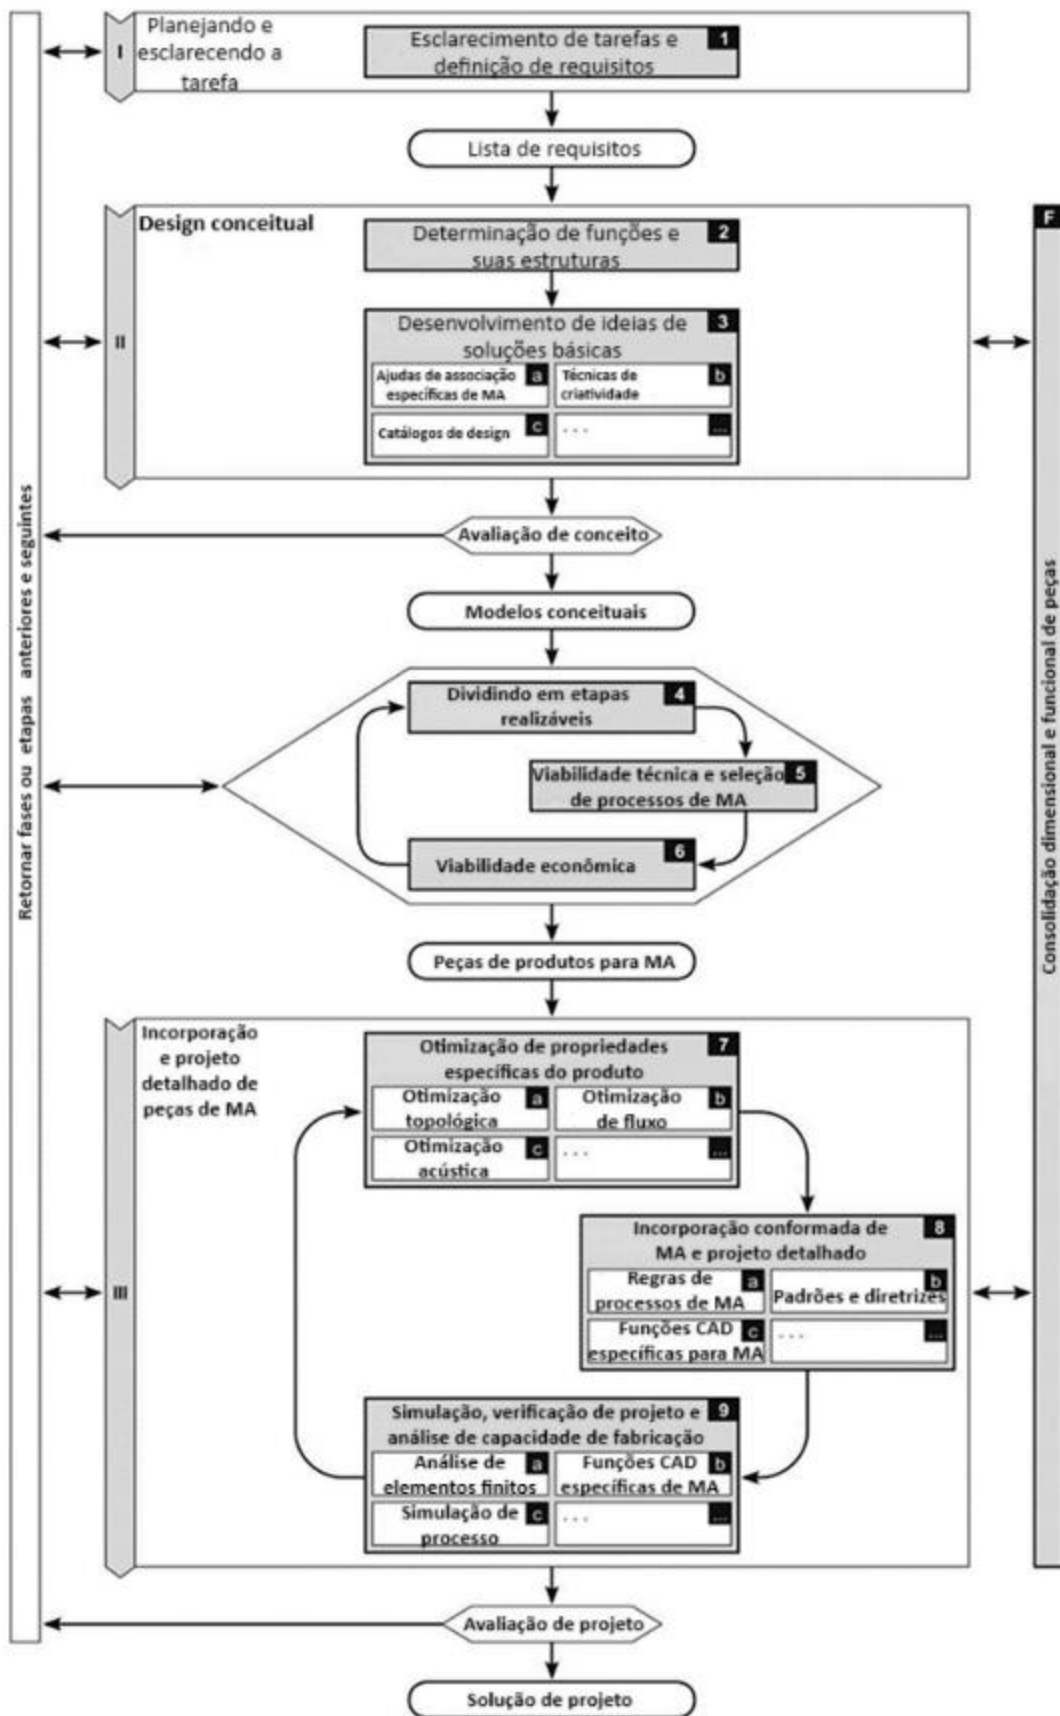 Planejando e
esclarecendo a
tarefa
I
Esclarecimento de tarefas e
definição de requisitos
1
Lista de requisitos
Design conceitual
II
Determinação de funções e
suas estruturas
2
F
Desenvolvimento de ideias de
soluções básicas
3
Ajudas de associação
específicas de MA
a
Técnicas de
criatividade
b
Catálogos de design
c
. . .
...
Avaliação de conceito
Modelos conceituais
Dividindo em etapas
realizáveis
4
Viabilidade técnica e seleção
de processos de MA
5
Viabilidade econômica
6
Retornar fases ou etapas anteriores e seguintes
Consolidação dimensional e funcional de peças
Peças de produtos para MA
Incorporação
e projeto
detalhado de
peças de MA
III
Otimização de propriedades
específicas do produto
7
Otimização
topológica
a
Otimização
de fluxo
b
Otimização
acústica
c
. . .
...
Incorporação conformada de
MA e projeto detalhado
8
Regras de
processos de MA
a
Padrões e diretrizes
b
Funções CAD
específicas para MA
c
. . .
...
Simulação, verificação de projeto e
análise de capacidade de fabricação
9
Análise de
elementos finitos
a
Funções CAD
específicas de MA
b
Simulação de
processo
c
. . .
...
Avaliação de projeto
Solução de projeto